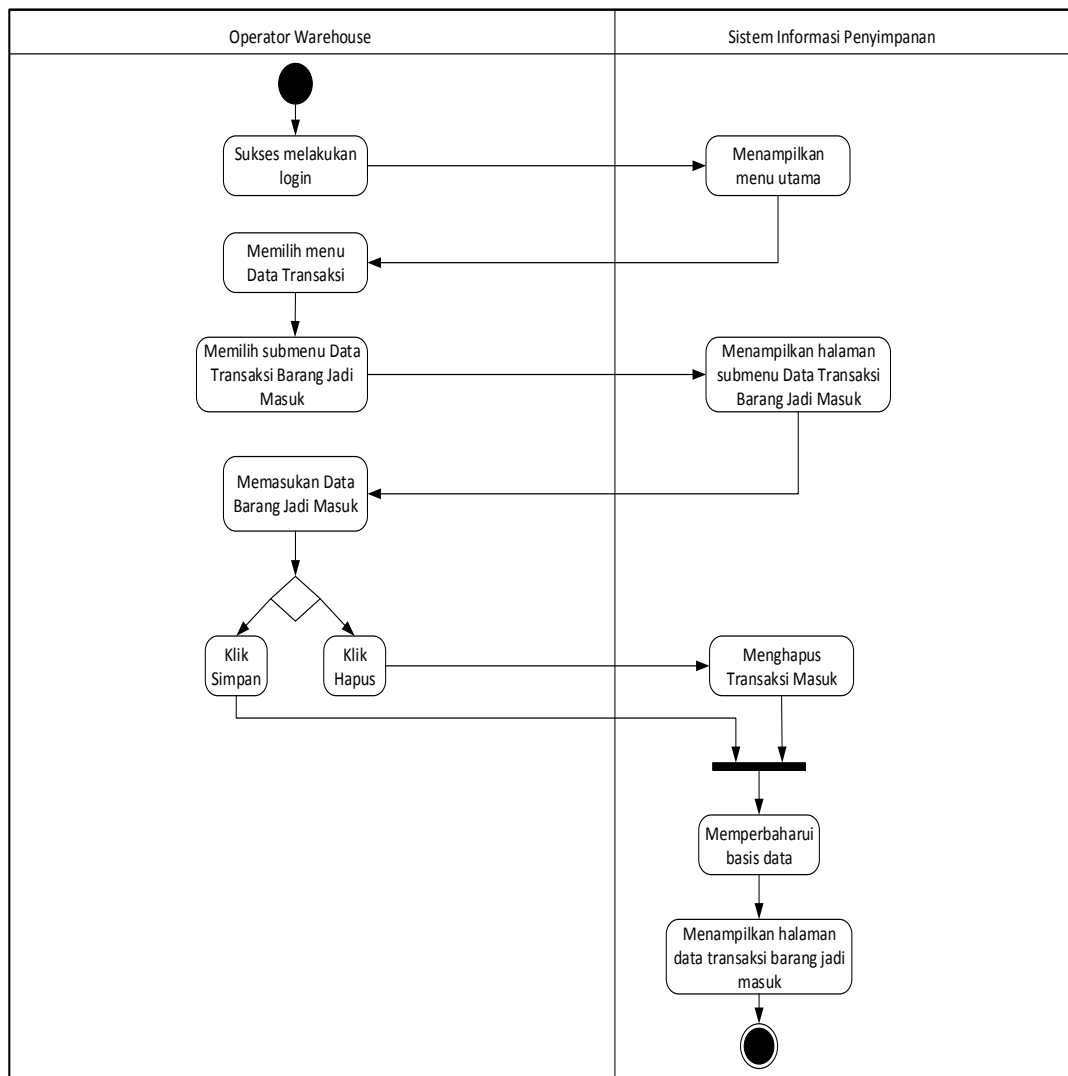 Operator Warehouse
Sistem Informasi Penyimpanan
Sukses melakukan
login
Menampilkan
menu utama
Memilih menu
Data Transaksi
Memilih submenu Data
Transaksi Barang Jadi
Masuk
Menampilkan halaman
submenu Data Transaksi
Barang Jadi Masuk
Memasukan Data
Barang Jadi Masuk
Klik
Simpan
Klik
Hapus
Menghapus
Transaksi Masuk
Memperbaharui
basis data
Menampilkan halaman
data transaksi barang jadi
masuk